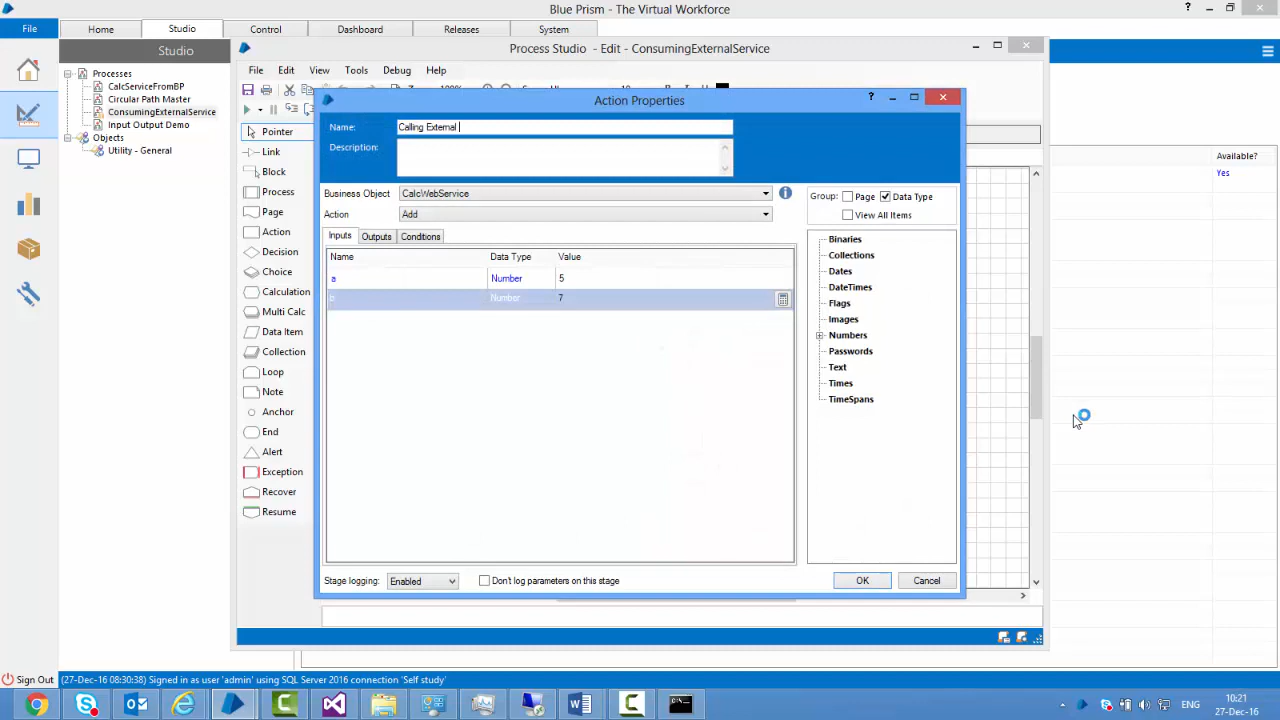 Blue Prism - The Virtual Workforce
File
Home
Studio
Control
Dashboard
Releases
System
Studio
Processes
CalcServiceFromBP
Circular Path Master
ConsumingExternalService
Input Output Demo
Objects
Utility - General
Process Studio - Edit - ConsumingExternalService
File Edit View Tools Debug Help
Pointer
Link
Block
Process
Page
Action
Decision
Choice
Calculation
Multi Calc
Data Item
Collection
Loop
Note
Anchor
End
Alert
Exception
Recover
Resume
Action Properties
Name: Calling External
Description:
Business Object CalcWebService
Action Add
Inputs Outputs Conditions
Name Data Type Value
a Number 5
b Number 7
Group: Page Data Type
View All Items
Binaries
Collections
Dates
DateTimes
Flags
Images
Numbers
Passwords
Text
Times
TimeSpans
Stage logging: Enabled Don't log parameters on this stage
OK Cancel
Available?
Yes
Sign Out
(27-Dec-16 08:30:38) Signed in as user 'admin' using SQL Server 2016 connection 'Self study'
ENG
10:21
27-Dec-16